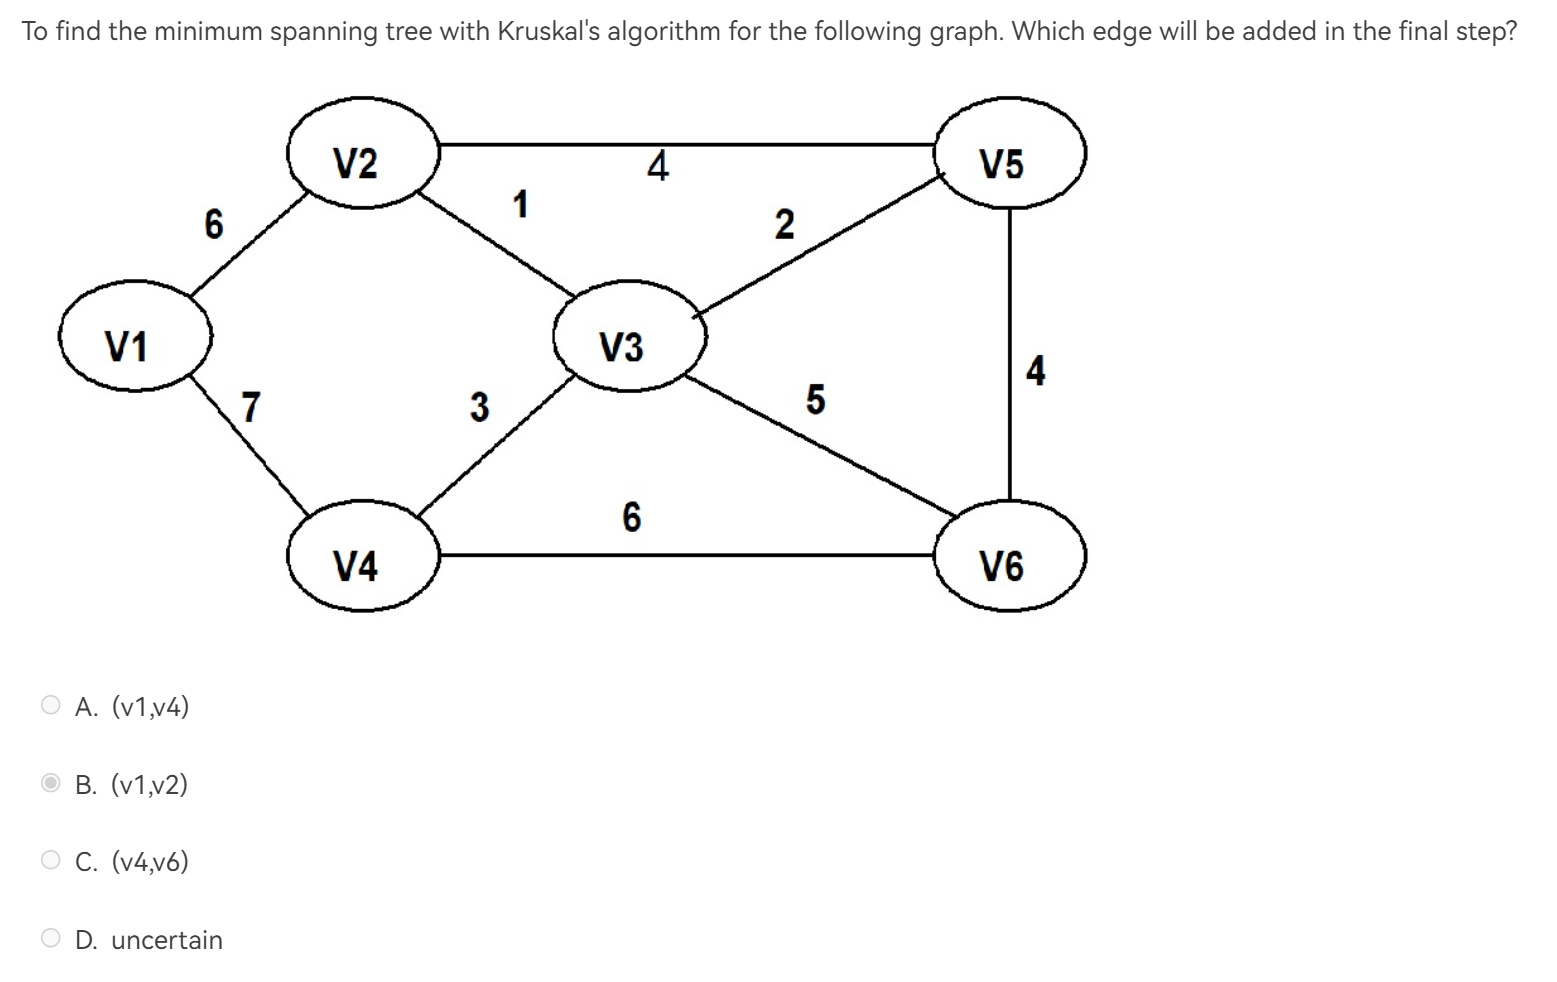 To find the minimum spanning tree with Kruskal's algorithm for the following graph. Which edge will be added in the final step?
V2
V5
4
1
6
2
V1
V3
4
7
3
5
6
V4
V6
A. (v1,v4)
B. (v1,v2)
C. (v4,v6)
D. uncertain